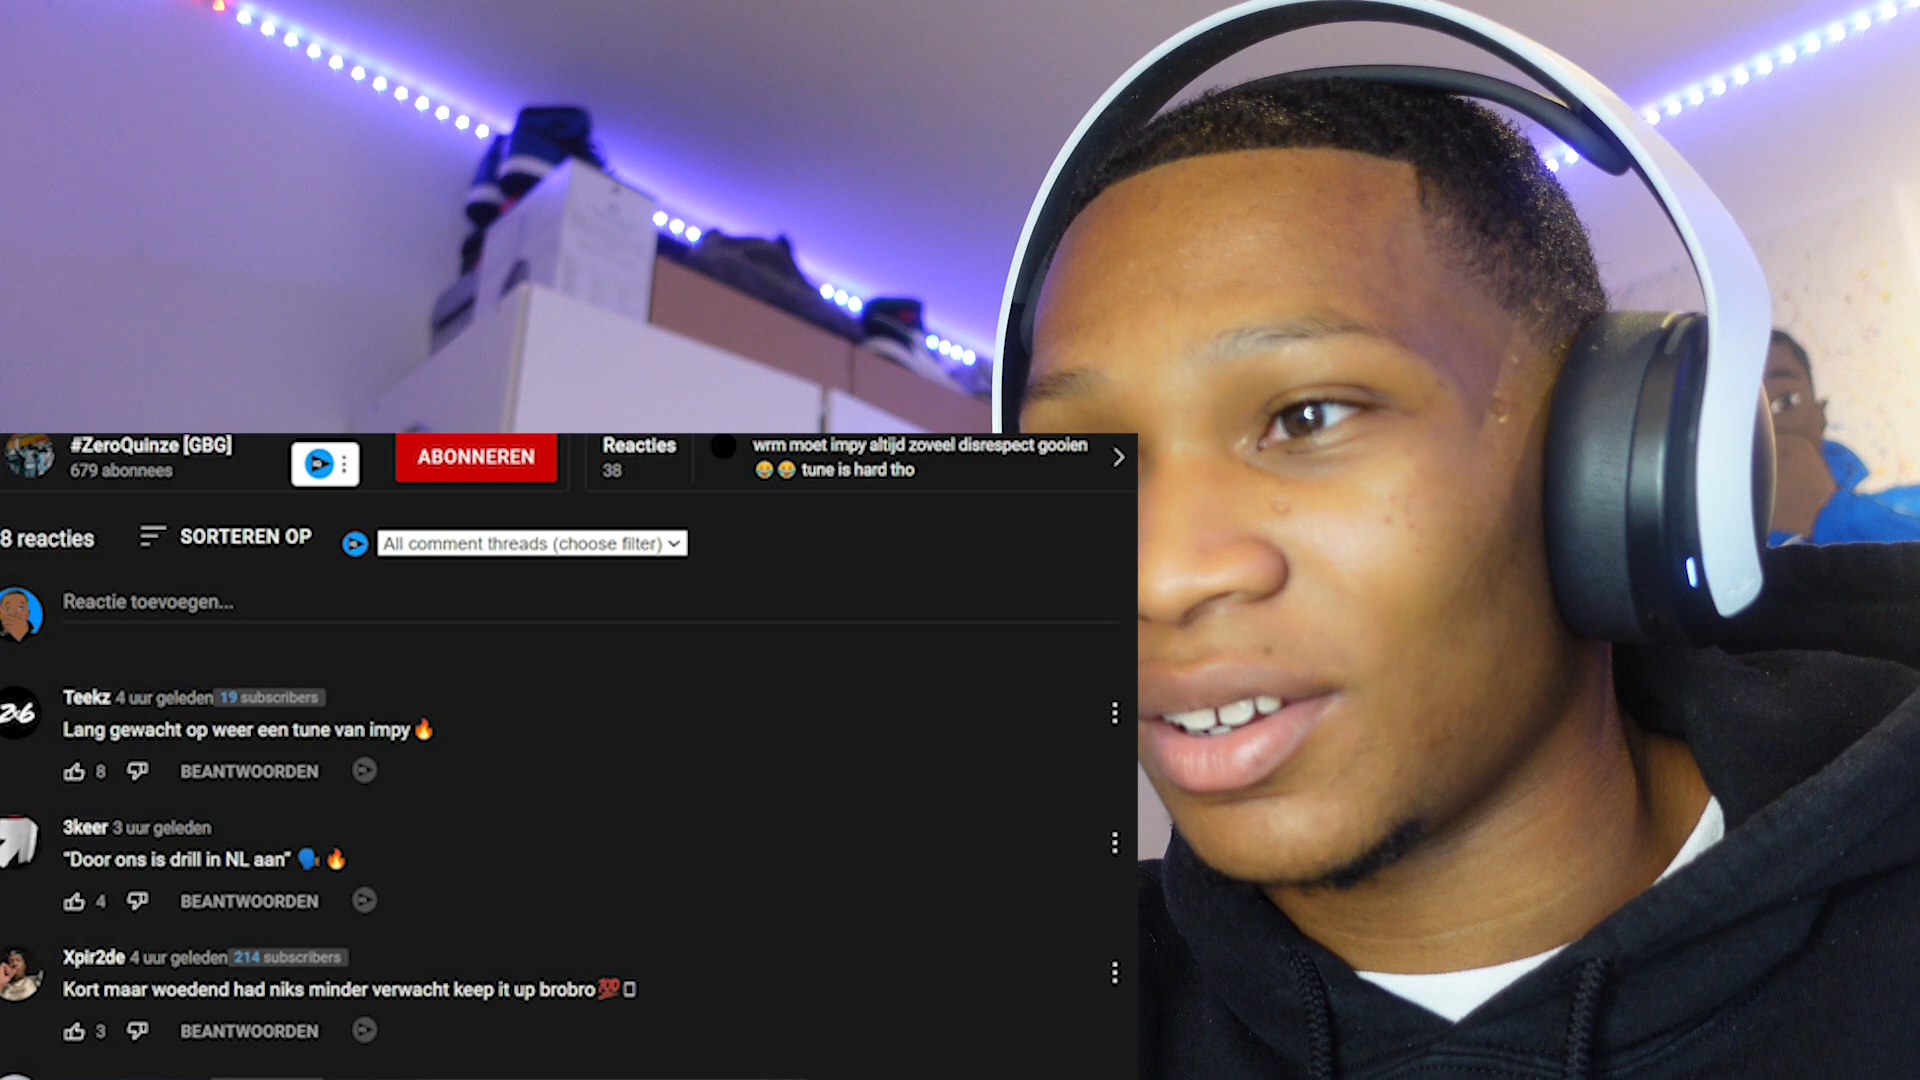 #ZeroQuinze [GBG]
679 abonnees
ABONNEREN
Reacties
38
wrm moet impy altijd zoveel disrespect gooien
😂😂 tune is hard tho
8 reacties
SORTEREN OP
All comment threads (choose filter)
Reactie toevoegen...
Teekz 4 uur geleden 19 subscribers
Lang gewacht op weer een tune van impy🔥
8 BEANTWOORDEN
3keer 3 uur geleden
"Door ons is drill in NL aan" 🗣️🔥
4 BEANTWOORDEN
Xpir2de 4 uur geleden 214 subscribers
Kort maar woedend had niks minder verwacht keep it up brobro💯▯
3 BEANTWOORDEN